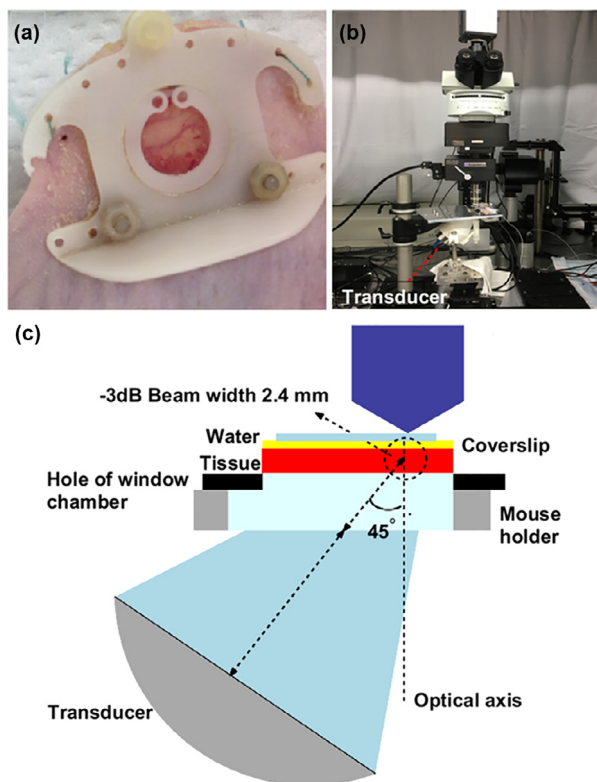 (a)
(b)
Transducer
(c)
-3dB Beam width 2.4 mm
Water
Coverslip
Tissue
Hole of window
chamber
45°
Mouse
holder
Transducer
Optical axis